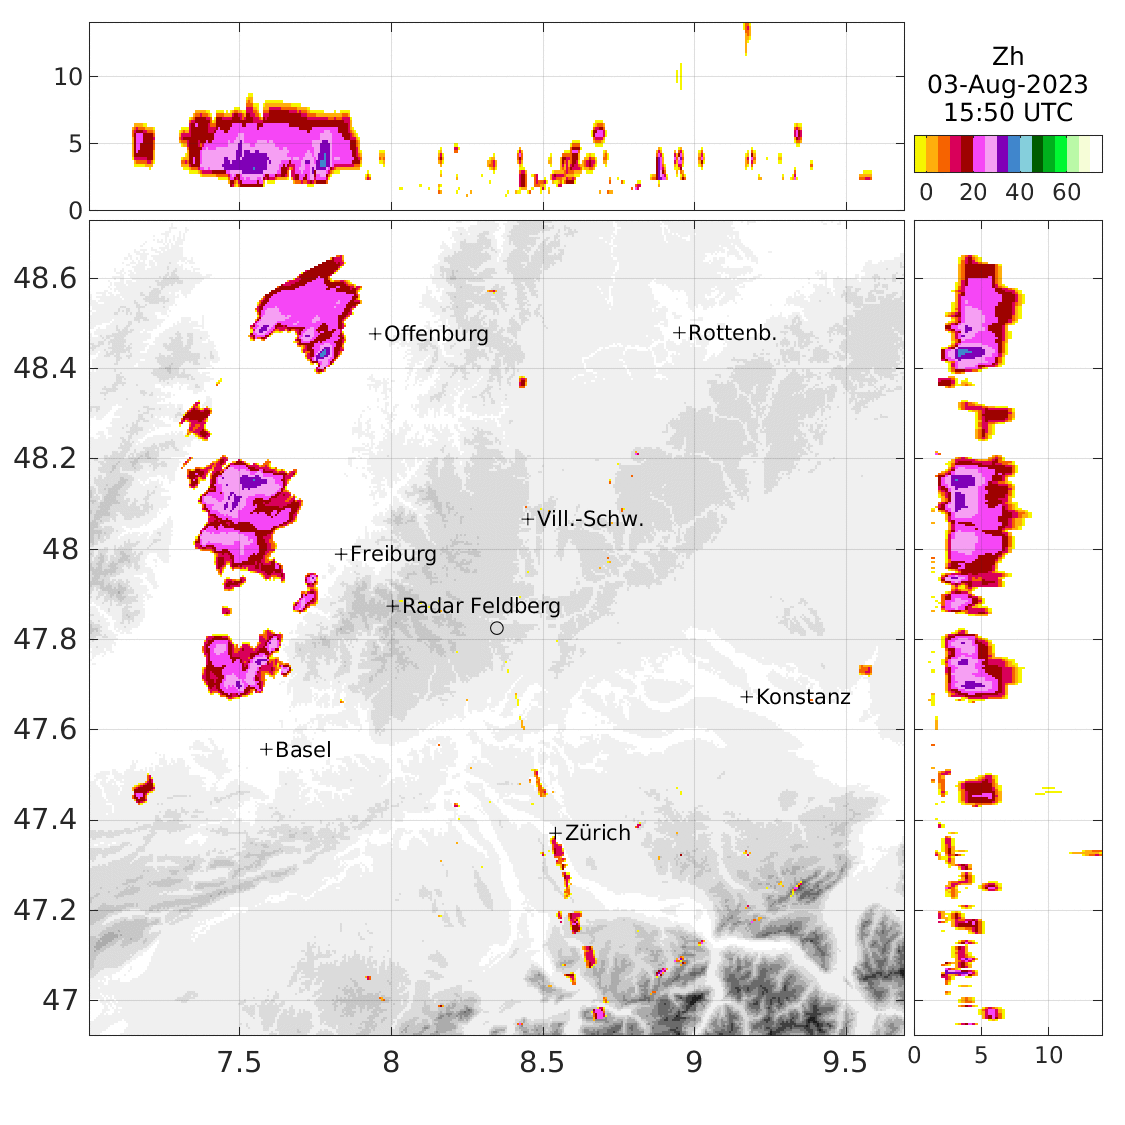 10
5
0
Zh
03-Aug-2023
15:50 UTC
0 20 40 60
48.6
48.4
48.2
48
47.8
47.6
47.4
47.2
47
+Offenburg
+Rottenb.
+Vill.-Schw.
+Freiburg
+Radar Feldberg
+Konstanz
+Basel
+Zürich
7.5 8 8.5 9 9.5
0 5 10